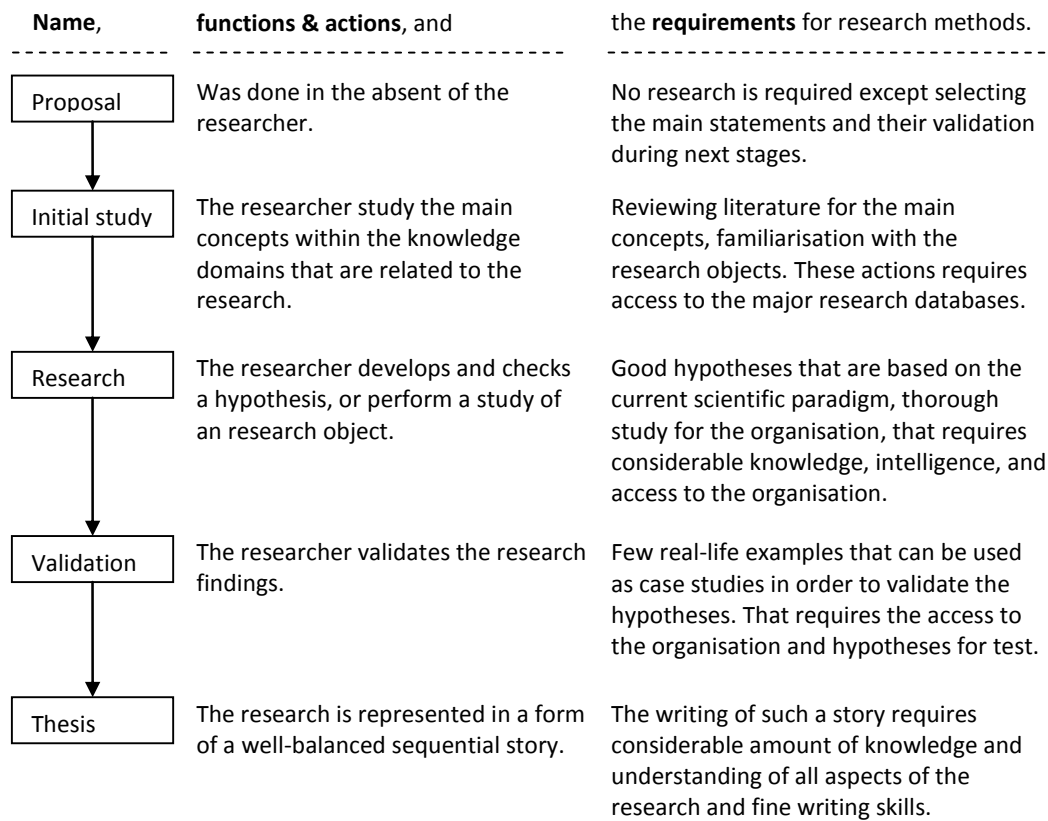 Name,
functions & actions, and
the requirements for research methods.
Proposal
Was done in the absent of the
researcher.
No research is required except selecting
the main statements and their validation
during next stages.
Initial study
The researcher study the main
concepts within the knowledge
domains that are related to the
research.
Reviewing literature for the main
concepts, familiarisation with the
research objects. These actions requires
access to the major research databases.
Research
The researcher develops and checks
a hypothesis, or perform a study of
an research object.
Good hypotheses that are based on the
current scientific paradigm, thorough
study for the organisation, that requires
considerable knowledge, intelligence, and
access to the organisation.
Validation
The researcher validates the research
findings.
Few real-life examples that can be used
as case studies in order to validate the
hypotheses. That requires the access to
the organisation and hypotheses for test.
Thesis
The research is represented in a form
of a well-balanced sequential story.
The writing of such a story requires
considerable amount of knowledge and
understanding of all aspects of the
research and fine writing skills.